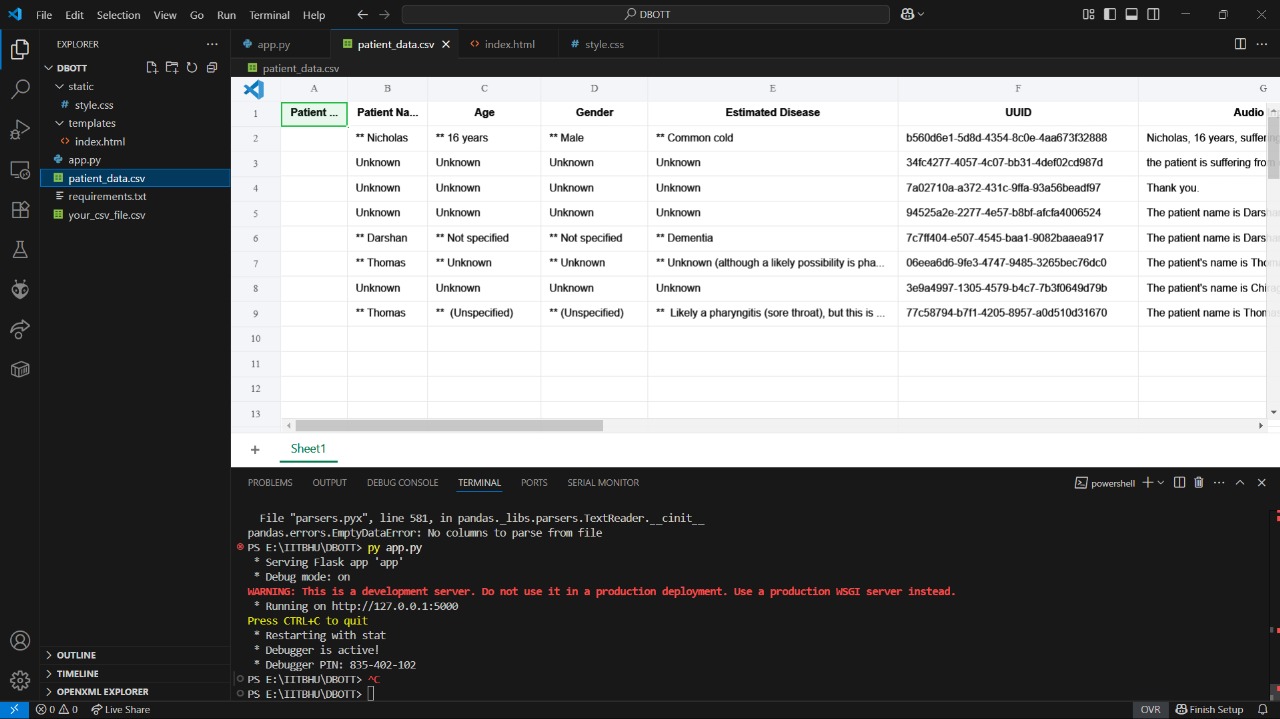 File Edit Selection View Go Run Terminal Help DBOTT
EXPLORER
app.py patient_data.csv index.html # style.css
DBOTT
patient_data.csv
static
# style.css
templates
<> index.html
app.py
patient_data.csv
requirements.txt
your_csv_file.csv
A B C D E F G
1 Patient ... Patient Na... Age Gender Estimated Disease UUID Audio
2 ** Nicholas ** 16 years ** Male ** Common cold b560d6e1-5d8d-4354-8c0e-4aa673f32888 Nicholas, 16 years, sufferin
3 Unknown Unknown Unknown Unknown 34fc4277-4057-4c07-bb31-4def02cd987d the patient is suffering from
4 Unknown Unknown Unknown Unknown 7a02710a-a372-431c-9ffa-93a56beadf97 Thank you.
5 Unknown Unknown Unknown Unknown 94525a2e-2277-4e57-b8bf-afcfa4006524 The patient name is Darshan
6 ** Darshan ** Not specified ** Not specified ** Dementia 7c7ff404-e507-4545-baa1-9082baaea917 The patient name is Darshan
7 ** Thomas ** Unknown ** Unknown ** Unknown (although a likely possibility is pha... 06eea6d6-9fe3-4747-9485-3265bec76dc0 The patient's name is Tho
8 Unknown Unknown Unknown Unknown 3e9a4997-1305-4579-b4c7-7b3f0649d79b The patient's name is Chirag
9 ** Thomas ** (Unspecified) ** (Unspecified) ** Likely a pharyngitis (sore throat), but this is ... 77c58794-b7f1-4205-8957-a0d510d31670 The patient name is Thomas
10
11
12
13
+ Sheet1
PROBLEMS OUTPUT DEBUG CONSOLE TERMINAL PORTS SERIAL MONITOR powershell
File "parsers.pyx", line 581, in pandas._libs.parsers.TextReader.__cinit__
pandas.errors.EmptyDataError: No columns to parse from file
PS E:\IITBHU\DBOTT> py app.py
* Serving Flask app 'app'
* Debug mode: on
WARNING: This is a development server. Do not use it in a production deployment. Use a production WSGI server instead.
* Running on http://127.0.0.1:5000
Press CTRL+C to quit
* Restarting with stat
* Debugger is active!
* Debugger PIN: 835-402-102
PS E:\IITBHU\DBOTT> ^C
PS E:\IITBHU\DBOTT>
OUTLINE
TIMELINE
OPENXML EXPLORER
0 0 Live Share OVR Finish Setup